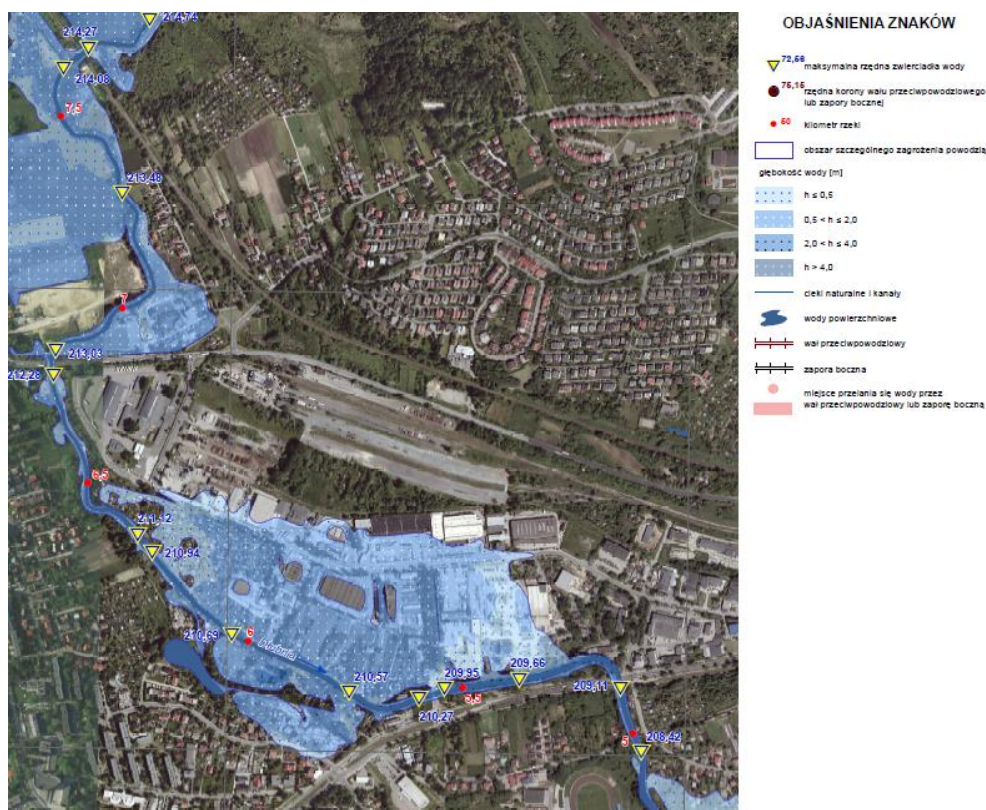 214,74
214,27
214,08
7,5
213,48
7
213,03
212,28
6,5
211,12
210,94
210,69
6
Dłubnia
210,57
209,95
5,5
210,27
209,66
209,11
5
208,42
OBJAŚNIENIA ZNAKÓW
72,56
maksymalna rzędna zwierciadła wody
75,15
rzędna korony wału przeciwpowodziowego
lub zapory bocznej
50
kilometr rzeki
obszar szczególnego zagrożenia powodzią
głębokość wody [m]
h ≤ 0,5
0,5 < h ≤ 2,0
2,0 < h ≤ 4,0
h > 4,0
cieki naturalne i kanały
wody powierzchniowe
wał przeciwpowodziowy
zapora boczna
miejsce przelania się wody przez
wał przeciwpowodziowy lub zaporę boczną